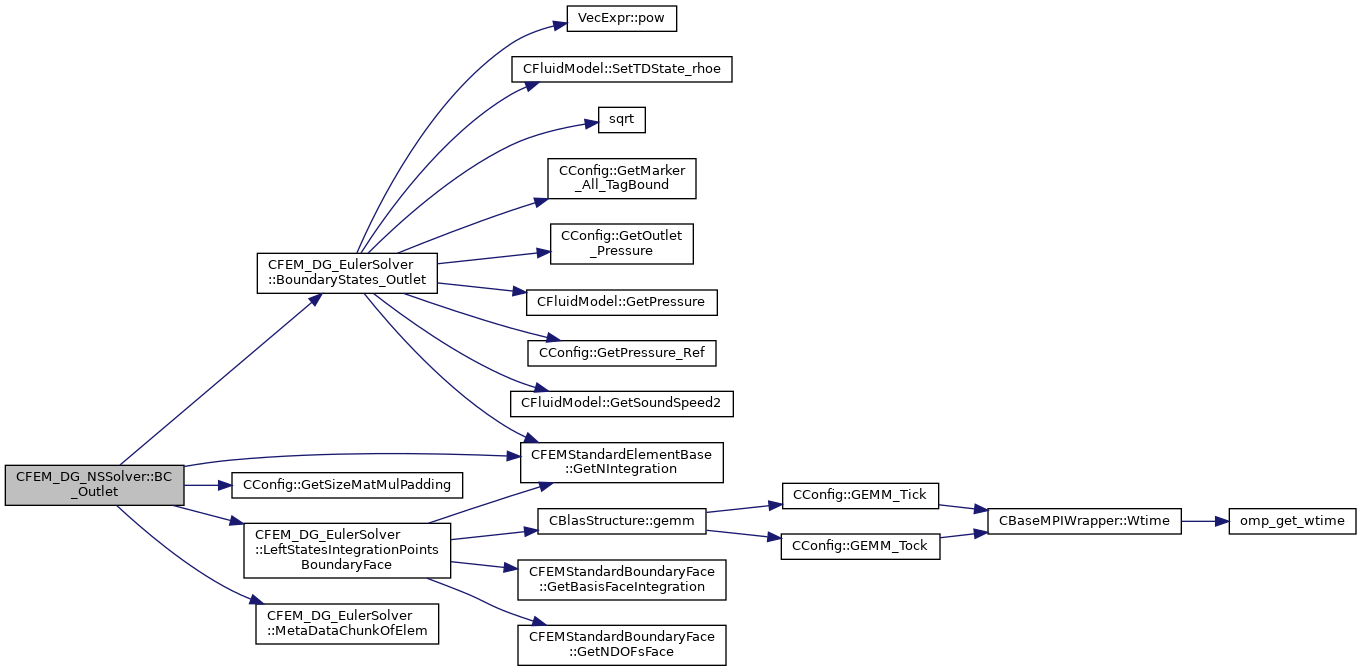 VecExpr::pow
CFluidModel::SetTDState_rhoe
sqrt
CConfig::GetMarker
_All_TagBound
CConfig::GetOutlet
_Pressure
CFEM_DG_EulerSolver
::BoundaryStates_Outlet
CFluidModel::GetPressure
CConfig::GetPressure_Ref
CFluidModel::GetSoundSpeed2
CFEMStandardElementBase
::GetNIntegration
CFEM_DG_NSSolver::BC
_Outlet
CConfig::GetSizeMatMulPadding
CFEM_DG_EulerSolver
::LeftStatesIntegrationPoints
BoundaryFace
CBlasStructure::gemm
CConfig::GEMM_Tick
CConfig::GEMM_Tock
CBaseMPIWrapper::Wtime
omp_get_wtime
CFEMStandardBoundaryFace
::GetBasisFaceIntegration
CFEM_DG_EulerSolver
::MetaDataChunkOfElem
CFEMStandardBoundaryFace
::GetNDOFsFace